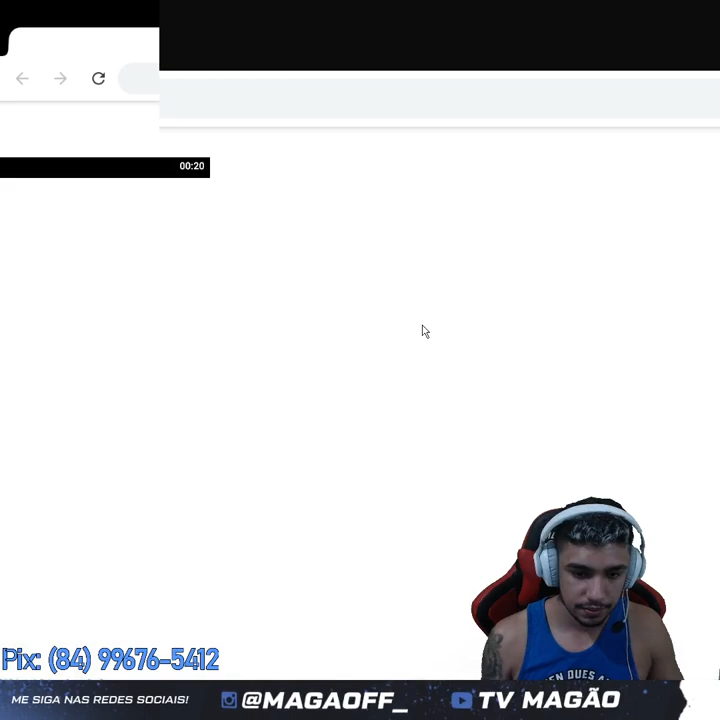 00:20
Pix: (84) 99676-5412
ME SIGA NAS REDES SOCIAIS! @MAGAOFF_ TV MAGÃO